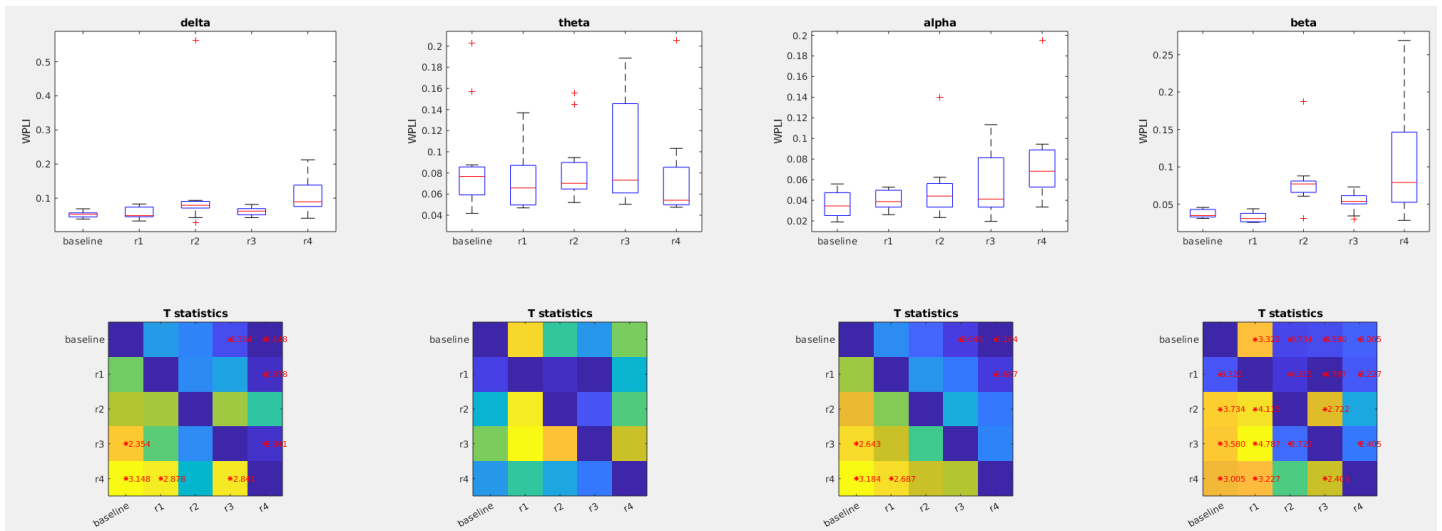 delta
theta
alpha
beta
0.5
0.4
0.3
0.2
0.1
WPLI
baseline
r1
r2
r3
r4
0.2
0.18
0.16
0.14
0.12
0.1
0.08
0.06
0.04
WPLI
baseline
r1
r2
r3
r4
0.2
0.18
0.16
0.14
0.12
0.1
0.08
0.06
0.04
0.02
WPLI
baseline
r1
r2
r3
r4
0.25
0.2
0.15
0.1
0.05
WPLI
baseline
r1
r2
r3
r4
T statistics
baseline
r1
r2
r3
*2.354
r4
*3.148 *2.878
baseline
r1
r2
r3
r4
T statistics
baseline
r1
r2
r3
r4
baseline
r1
r2
r3
r4
T statistics
baseline
r1
r2
r3
*2.643
r4
*3.184 *2.687
baseline
r1
r2
r3
r4
T statistics
baseline
r1
r2
*3.734 *2.722
r3
*3.580 *4.787
r4
*3.005 *3.227
baseline
r1
r2
r3
r4